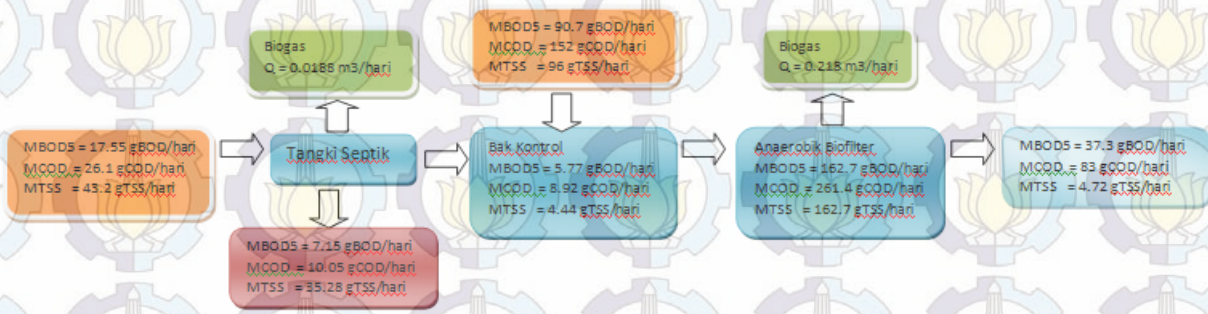 MBOD5 = 17.55 gBOD/hari
MCOD = 26.1 gCOD/hari
MTSS = 43.2 gTSS/hari
Biogas
Q = 0.0188 m3/hari
Tangki Septik
MBOD5 = 7.15 gBOD/hari
MCOD = 10.05 gCOD/hari
MTSS = 35.28 gTSS/hari
MBOD5 = 90.7 gBOD/hari
MCOD = 152 gCOD/hari
MTSS = 96 gTSS/hari
Bak Kontrol
MBOD5 = 5.77 gBOD/hari
MCOD = 8.92 gCOD/hari
MTSS = 4.44 gTSS/hari
Biogas
Q = 0.218 m3/hari
Anaerobik Biofilter
MBOD5 = 162.7 gBOD/hari
MCOD = 261.4 gCOD/hari
MTSS = 162.7 gTSS/hari
MBOD5 = 37.3 gBOD/hari
MCOD = 83 gCOD/hari
MTSS = 4.72 gTSS/hari